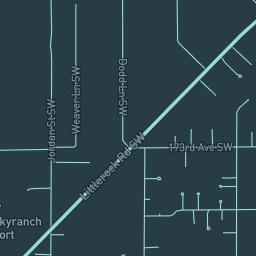 Weaver Ln SW
Dodd Ln SW
Jordan St SW
173rd Ave SW
Littlerock Rd SW
kyranch
ort